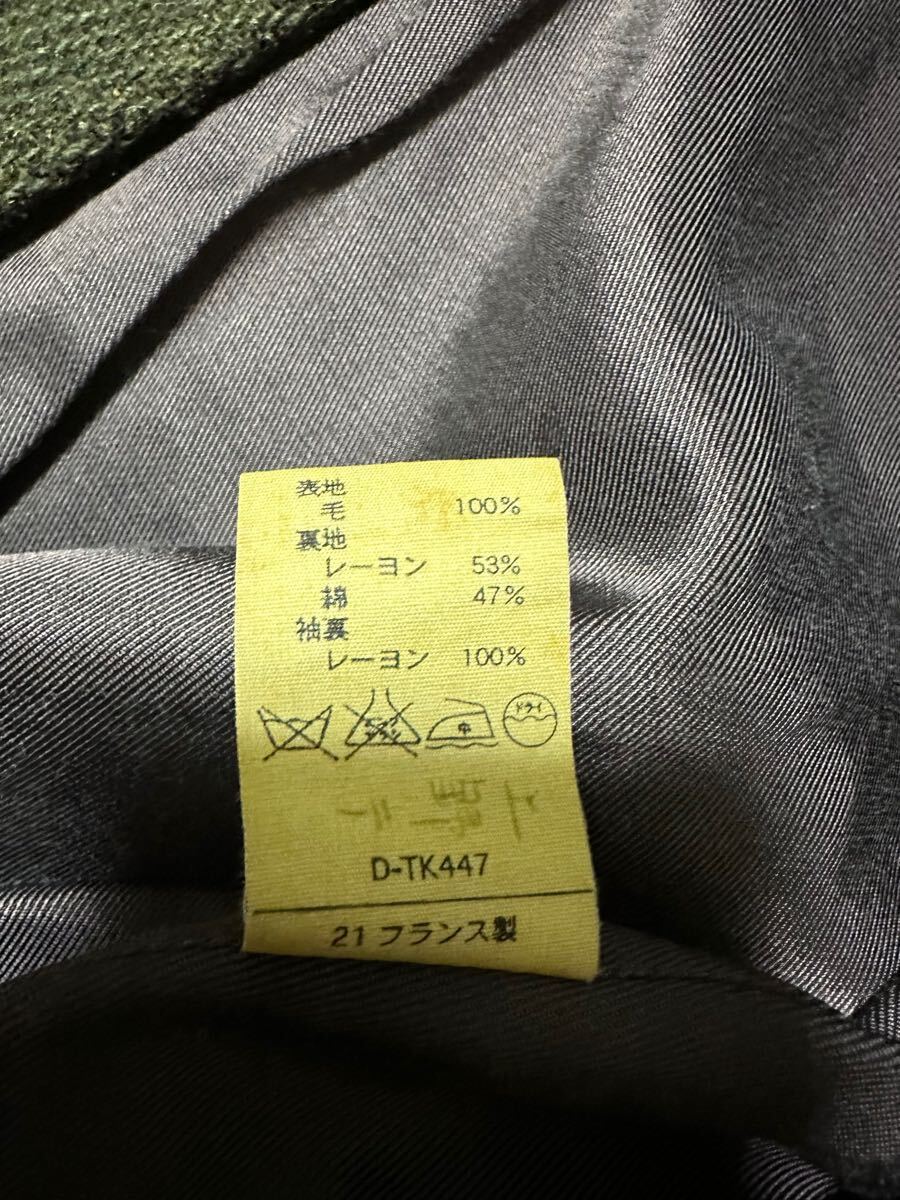 表地
毛 100%
裏地
レーヨン 53%
綿 47%
袖裏
レーヨン 100%
中 ドライ
D-TK447
21 フランス製